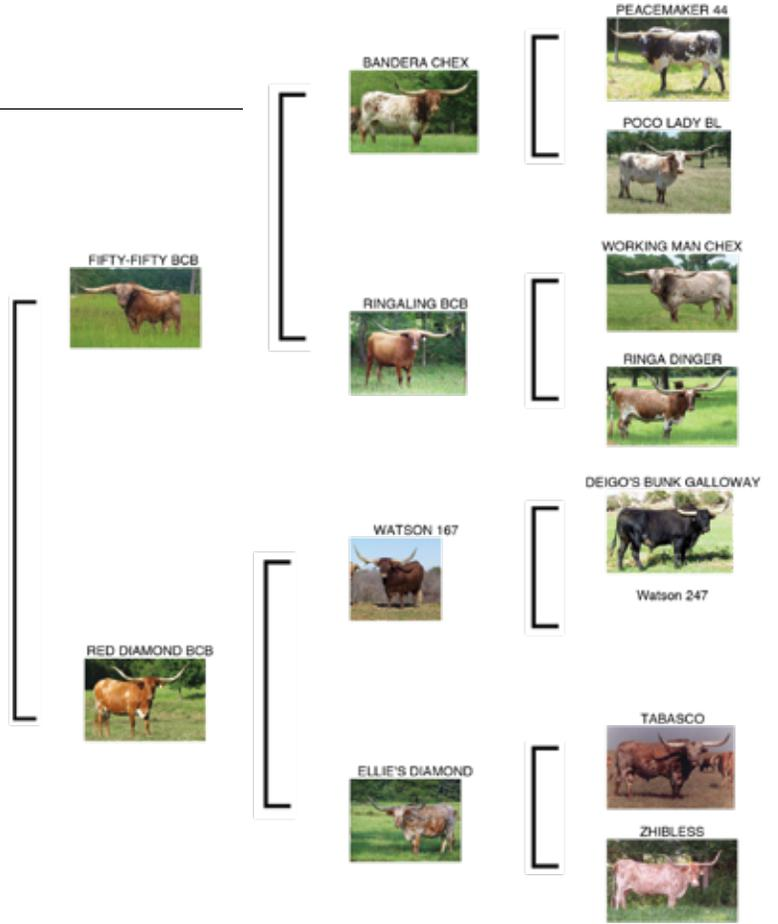 PEACEMAKER 44
BANDERA CHEX
POCO LADY BL
FIFTY-FIFTY BCB
WORKING MAN CHEX
RINGALING BCB
RINGA DINGER
DEIGO'S BUNK GALLOWAY
WATSON 167
Watson 247
RED DIAMOND BCB
TABASCO
ELLIE'S DIAMOND
ZHIBLESS